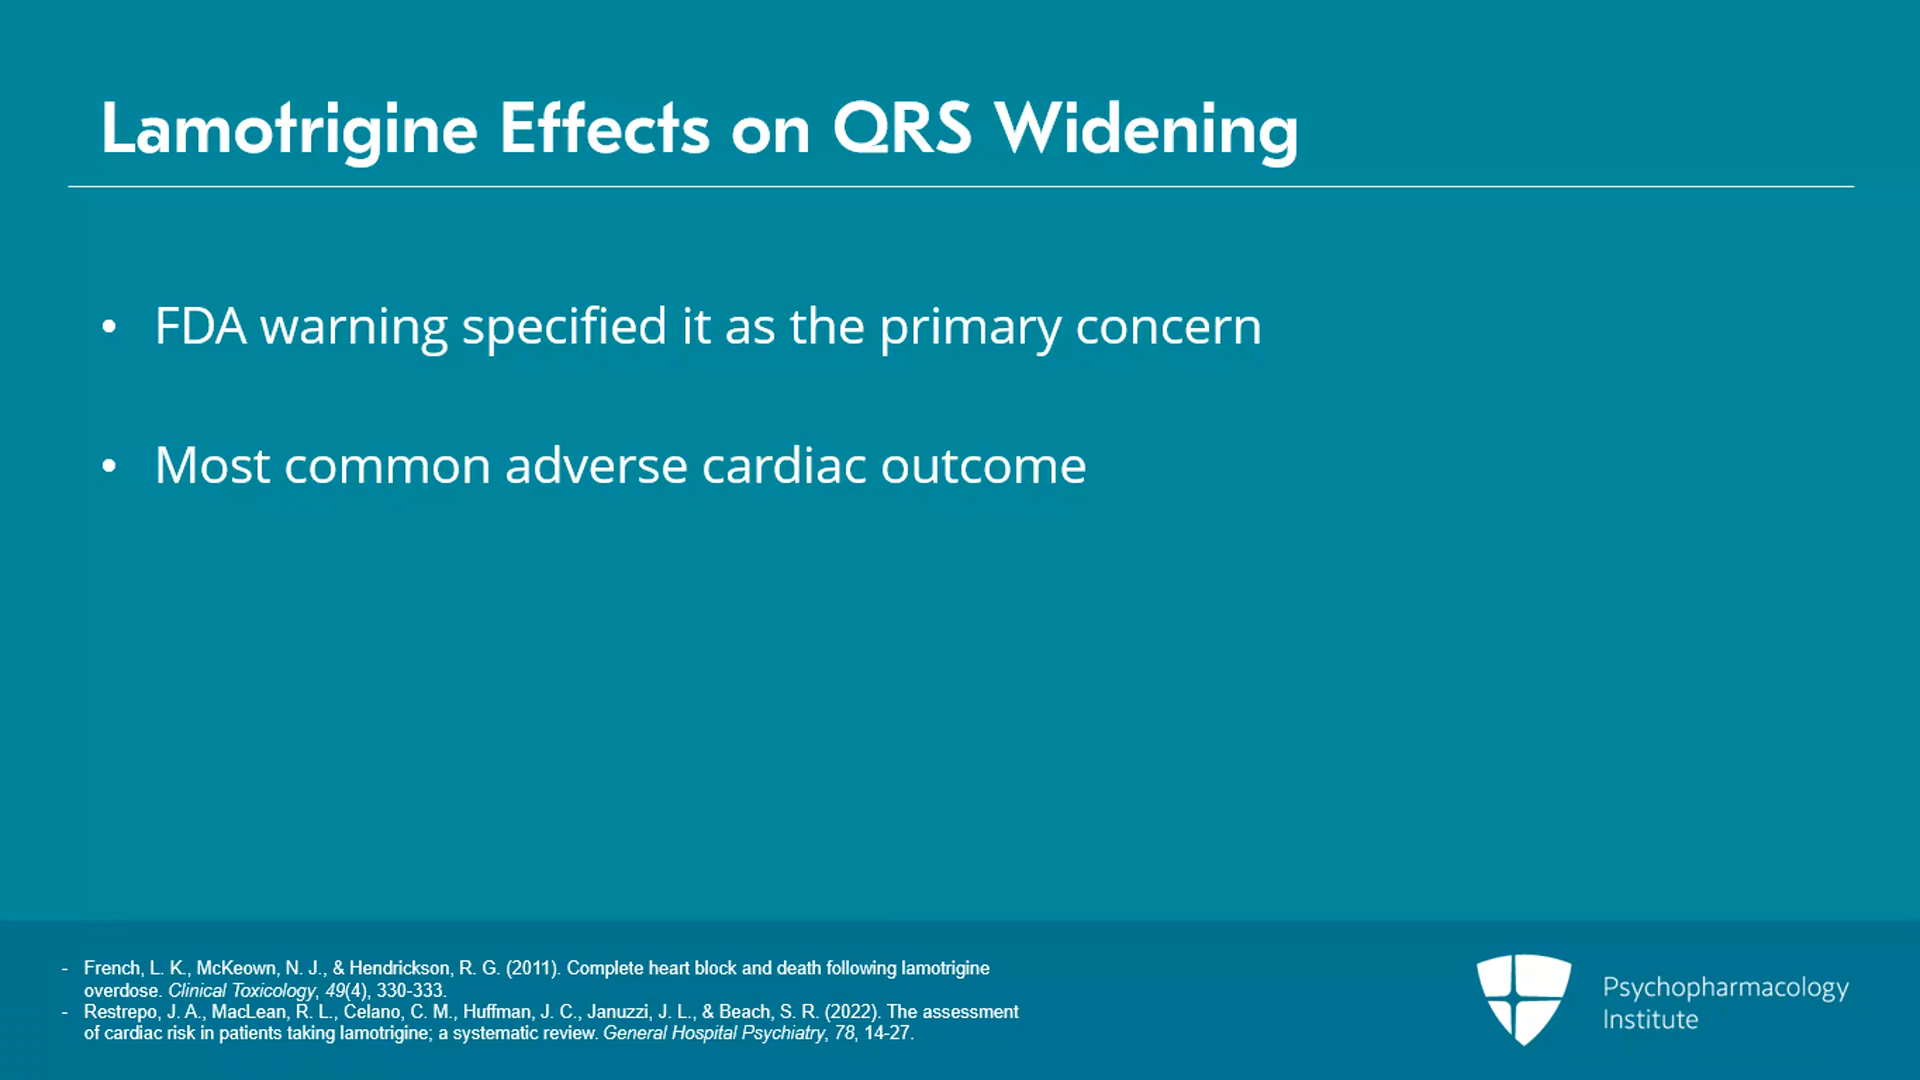 Lamotrigine Effects on QRS Widening
• FDA warning specified it as the primary concern
• Most common adverse cardiac outcome
- French, L. K., McKeown, N. J., & Hendrickson, R. G. (2011). Complete heart block and death following lamotrigine
overdose. Clinical Toxicology, 49(4), 330-333.
- Restrepo, J. A., MacLean, R. L., Celano, C. M., Huffman, J. C., Januzzi, J. L., & Beach, S. R. (2022). The assessment
of cardiac risk in patients taking lamotrigine; a systematic review. General Hospital Psychiatry, 78, 14-27.
Psychopharmacology
Institute